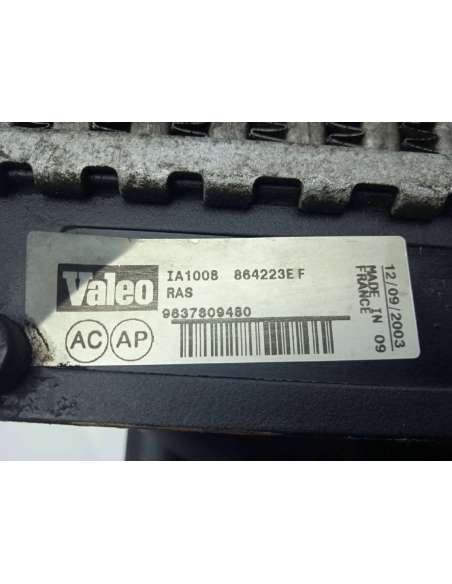 Valeo
IA1008 864223E F
RAS
9637809480
AC AP
12/09/2003
MADE IN 09
FRANCE